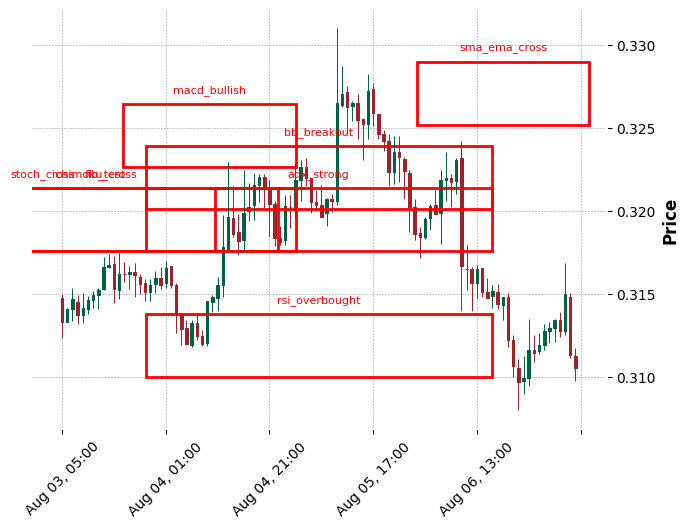 sma_ema_cross
0.330
macd_bullish
bb_breakout
0.325
stoch_cross
adx_strong
0.320
Price
0.315
rsi_overbought
0.310
Aug 03, 05:00
Aug 04, 01:00
Aug 04, 21:00
Aug 05, 17:00
Aug 06, 13:00